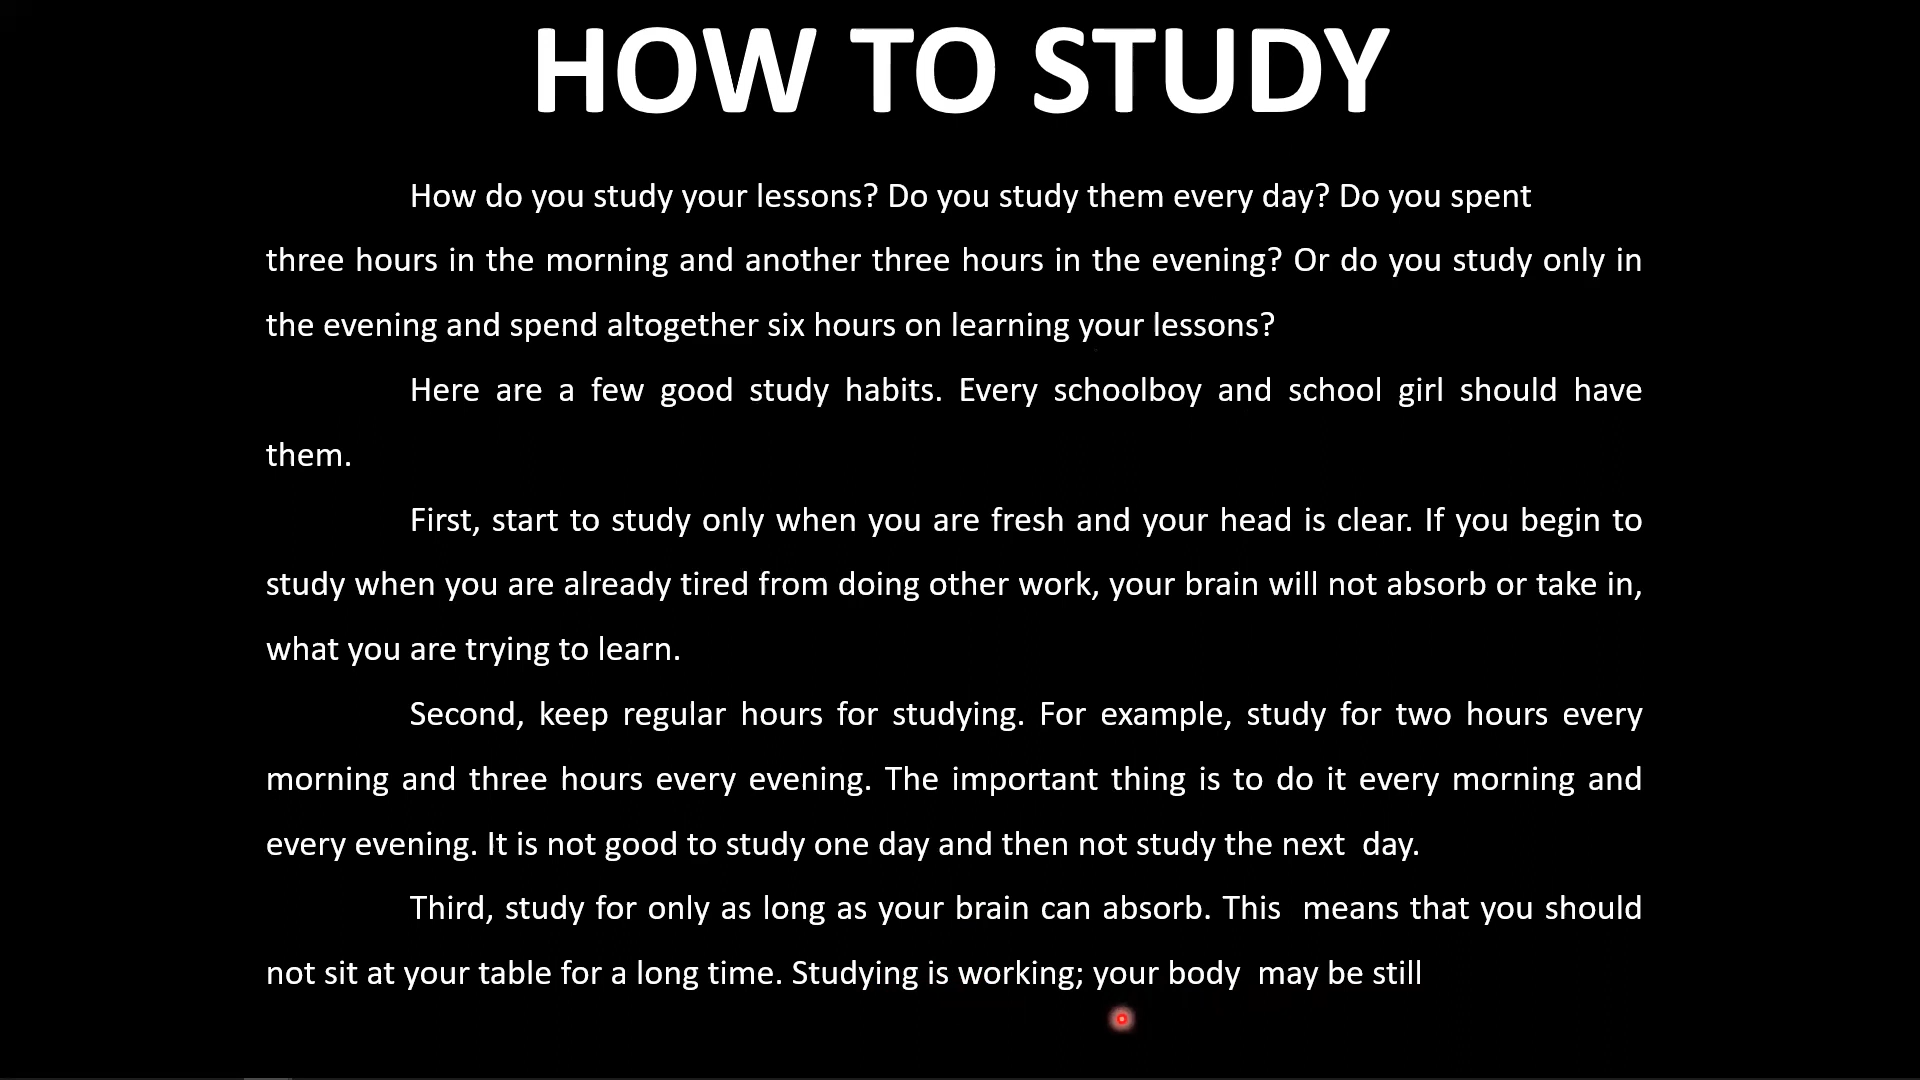 HOW TO STUDY
How do you study your lessons? Do you study them every day? Do you spent
three hours in the morning and another three hours in the evening? Or do you study only in
the evening and spend altogether six hours on learning your lessons?
Here are a few good study habits. Every schoolboy and school girl should have
them.
First, start to study only when you are fresh and your head is clear. If you begin to
study when you are already tired from doing other work, your brain will not absorb or take in,
what you are trying to learn.
Second, keep regular hours for studying. For example, study for two hours every
morning and three hours every evening. The important thing is to do it every morning and
every evening. It is not good to study one day and then not study the next  day.
Third, study for only as long as your brain can absorb. This  means that you should
not sit at your table for a long time. Studying is working; your body  may be still